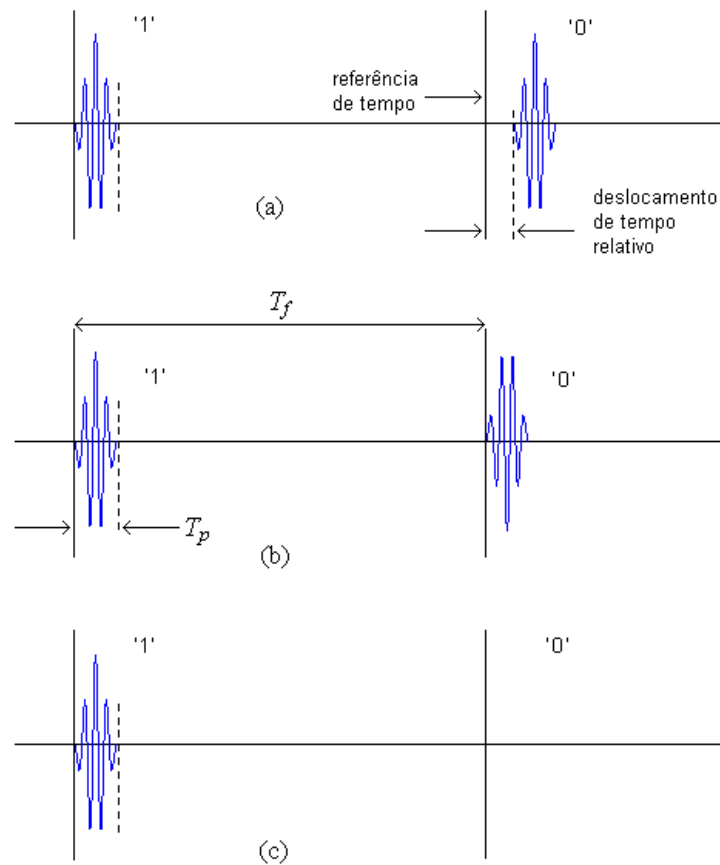 '1'
'0'
referência
de tempo
(a)
deslocamento
de tempo
relativo
T_f
'1'
'0'
T_p
(b)
'1'
'0'
(c)